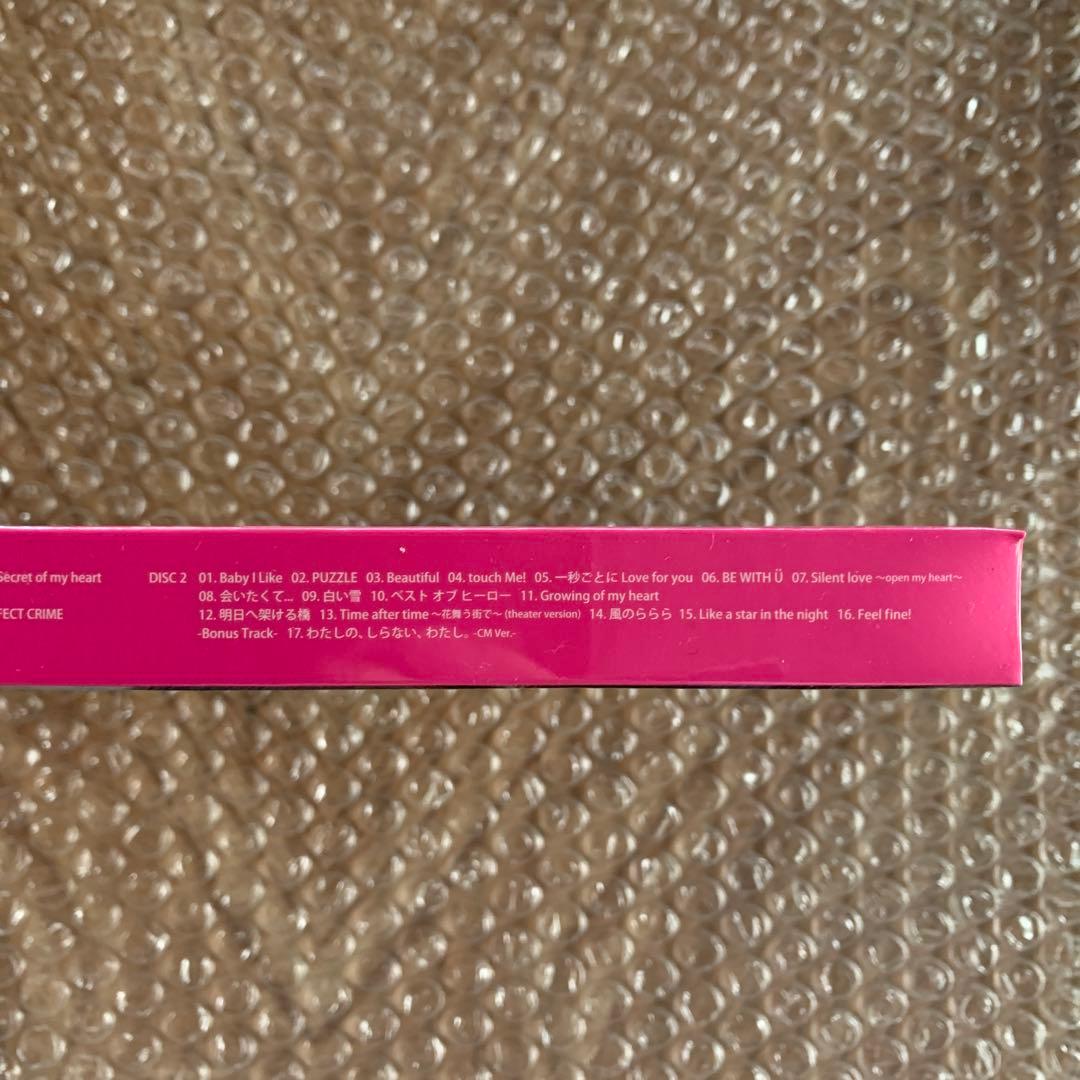 Secret of my heart
DISC 2 01. Baby I Like 02. PUZZLE 03. Beautiful 04. touch Me! 05. 一秒ごとに Love for you 06. BE WITH Ü 07. Silent love ～open my heart～
08. 会いたくて... 09. 白い雪 10. ベスト オブ ヒーロー 11. Growing of my heart
FECT CRIME
12. 明日へ架ける橋 13. Time after time ～花舞う街で～ (theater version) 14. 風のららら 15. Like a star in the night 16. Feel fine!
-Bonus Track- 17. わたしの、しらない、わたし。-CM Ver.-